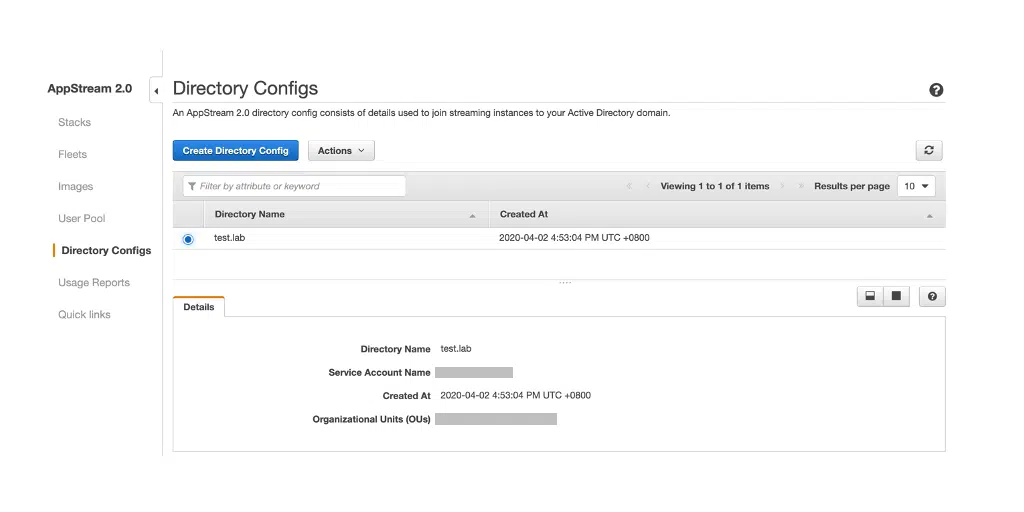 AppStream 2.0
Stacks
Fleets
Images
User Pool
Directory Configs
Usage Reports
Quick links
Directory Configs
An AppStream 2.0 directory config consists of details used to join streaming instances to your Active Directory domain.
Create Directory Config Actions
Filter by attribute or keyword Viewing 1 to 1 of 1 items Results per page 10
Directory Name Created At
test.lab 2020-04-02 4:53:04 PM UTC +0800
Details
Directory Name test.lab
Service Account Name
Created At 2020-04-02 4:53:04 PM UTC +0800
Organizational Units (OUs)